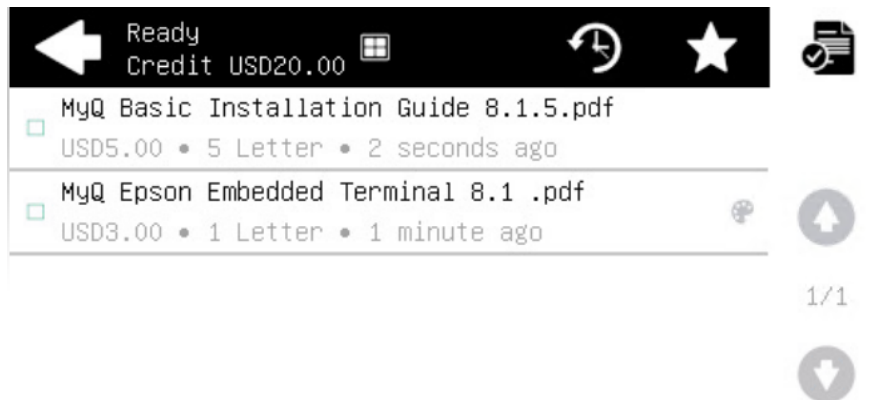 Ready
Credit USD20.00
MyQ Basic Installation Guide 8.1.5.pdf
USD5.00 • 5 Letter • 2 seconds ago
MyQ Epson Embedded Terminal 8.1 .pdf
USD3.00 • 1 Letter • 1 minute ago
1/1